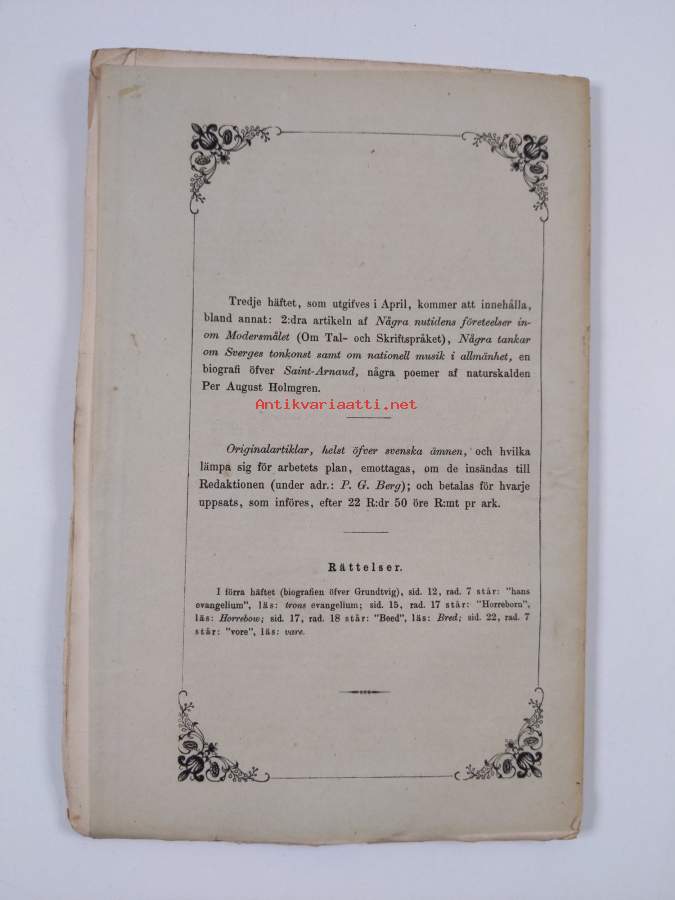 Tredje häftet, som utgifves i April, kommer att innehålla,
bland annat: 2:dra artikeln af Några nutidens företeelser in-
om Modersmålet (Om Tal- och Skriftspråket), Några tankar
om Sverges tonkonst samt om nationell musik i allmänhet, en
biografi öfver Saint-Arnaud, några poemer af naturskalden
Per August Holmgren.
Antikvariaatti.net
Originalartiklar, helst öfver svenska ämnen, och hvilka
lämpa sig för arbetets plan, emottagas, om de insändas till
Redaktionen (under adr.: P. G. Berg); och betalas för hvarje
uppsats, som införes, efter 22 R:dr 50 öre R:mt pr ark.
Rättelser.
I förra häftet (biografien öfver Grundtvig), sid. 12, rad. 7 står: "hans
evangelium", läs: trons evangelium; sid. 15, rad. 17 står: "Horreborn",
läs: Horrebow; sid. 17, rad. 18 står: "Beed", läs: Bred; sid. 22, rad. 7
står: "vore", läs: vare.